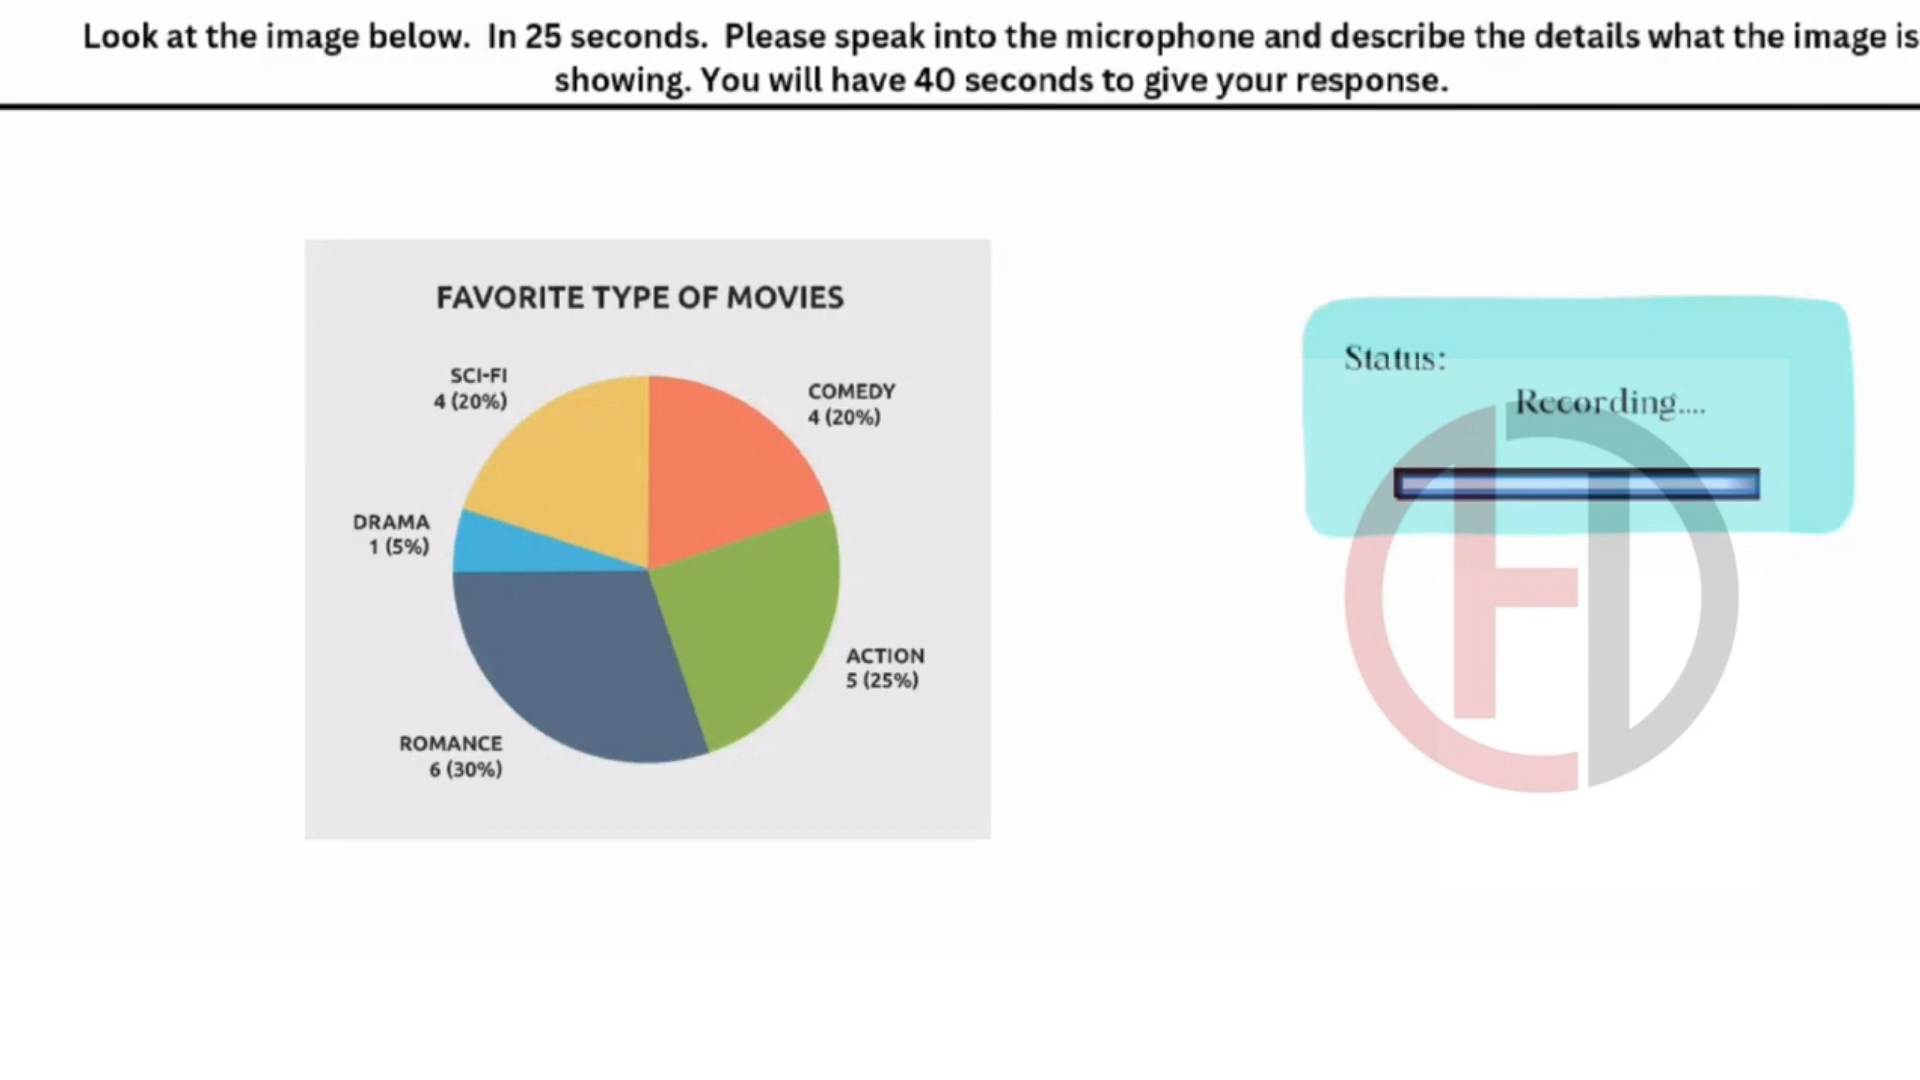 Look at the image below. In 25 seconds. Please speak into the microphone and describe the details what the image is
showing. You will have 40 seconds to give your response.
FAVORITE TYPE OF MOVIES
SCI-FI
4 (20%)
COMEDY
4 (20%)
DRAMA
1 (5%)
ACTION
5 (25%)
ROMANCE
6 (30%)
Status:
Recording....